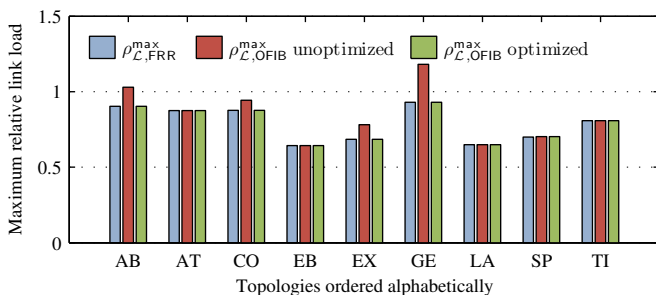 1.5
ρ^max_ℒ,FRR ρ^max_ℒ,OFIB unoptimized ρ^max_ℒ,OFIB optimized
1
0.5
0
Maximum relative link load
AB AT CO EB EX GE LA SP TI
Topologies ordered alphabetically